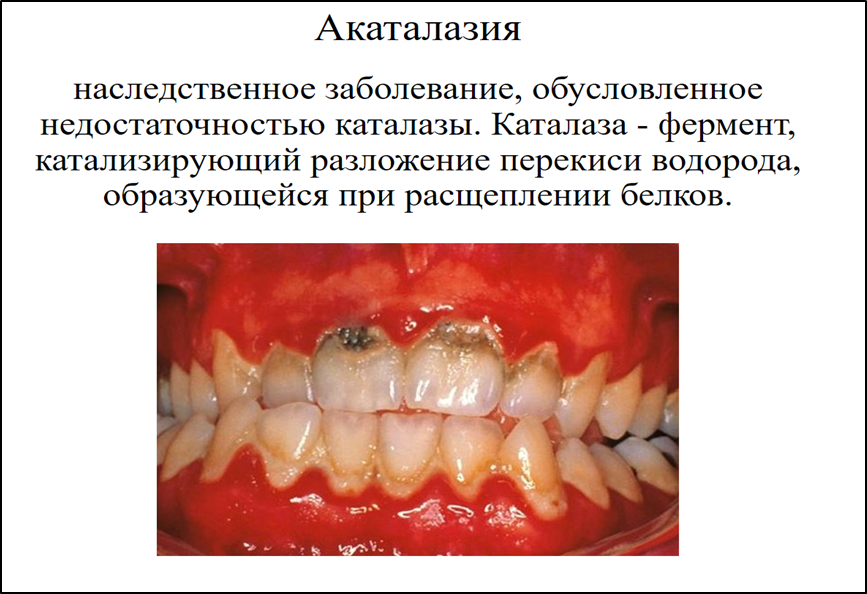 Акаталазия
наследственное заболевание, обусловленное
недостаточностью каталазы. Каталаза - фермент,
катализирующий разложение перекиси водорода,
образующейся при расщеплении белков.